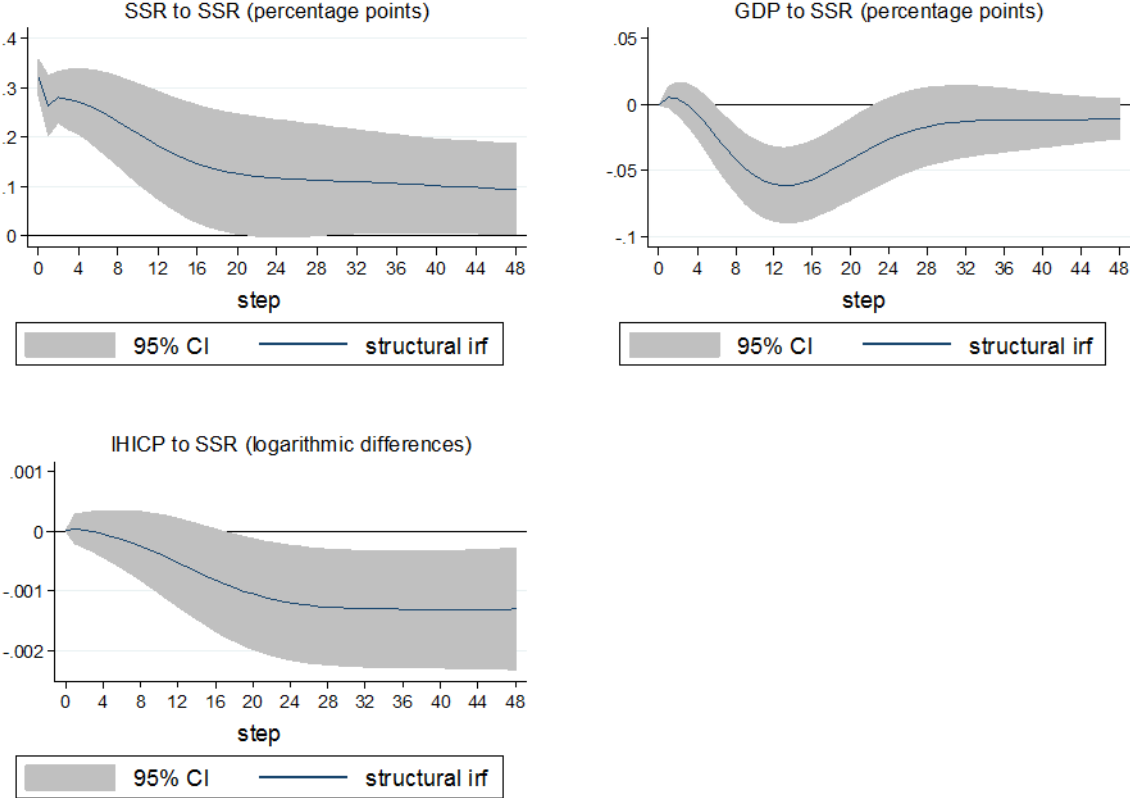 SSR to SSR (percentage points)
.4
.3
.2
.1
0
0 4 8 12 16 20 24 28 32 36 40 44 48
step
95% CI structural irf
GDP to SSR (percentage points)
.05
0
-.05
-.1
0 4 8 12 16 20 24 28 32 36 40 44 48
step
95% CI structural irf
IHICP to SSR (logarithmic differences)
.001
0
-.001
-.002
0 4 8 12 16 20 24 28 32 36 40 44 48
step
95% CI structural irf